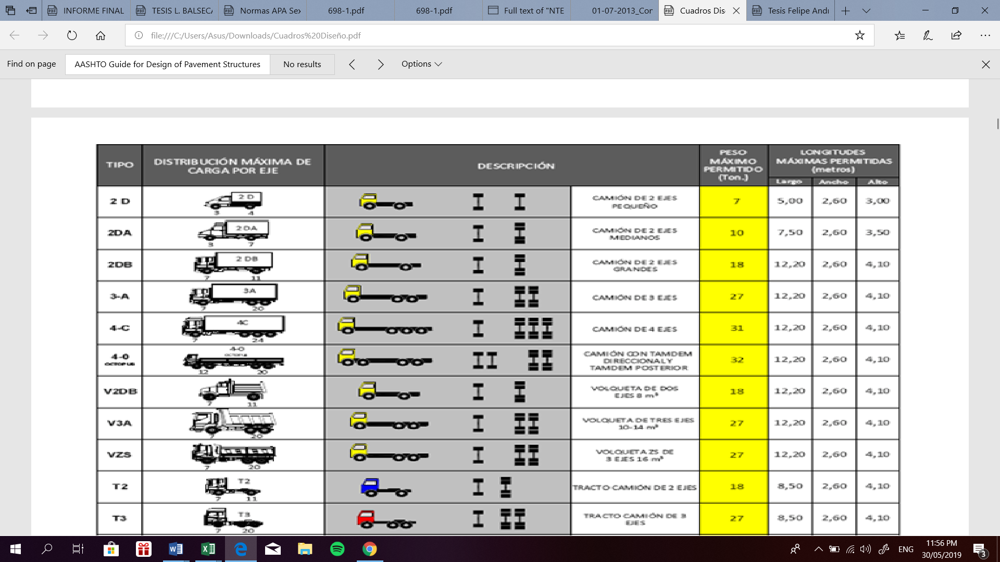 INFORME FINAL
TESIS L. BALSECA
Normas APA Sex
698-1.pdf
698-1.pdf
Full text of "NTE
01-07-2013_Con
Cuadros Dis
Tesis Felipe Andr
file:///C:/Users/Asus/Downloads/Cuadros%20Diseño.pdf
Find on page
AASHTO Guide for Design of Pavement Structures
No results
Options
TIPO
DISTRIBUCIÓN MÁXIMA DE
CARGA POR EJE
DESCRIPCIÓN
PESO
MÁXIMO
PERMITIDO
(Ton.)
LONGITUDES
MÁXIMAS PERMITIDAS
(metros)
Largo Ancho Alto
2 D
2 D
3 4
CAMIÓN DE 2 EJES
PEQUEÑO
7 5,00 2,60 3,00
2DA
2 DA
3 7
CAMIÓN DE 2 EJES
MEDIANOS
10 7,50 2,60 3,50
2DB
2 DB
7 11
CAMIÓN DE 2 EJES
GRANDES
18 12,20 2,60 4,10
3-A
3A
7 20
CAMIÓN DE 3 EJES
27 12,20 2,60 4,10
4-C
4C
7 24
CAMIÓN DE 4 EJES
31 12,20 2,60 4,10
4-0
OCTOPUS
4-0
OCTOPUS
12 20
CAMIÓN CON TAMDEM
DIRECCIONAL Y
TAMDEM POSTERIOR
32 12,20 2,60 4,10
V2DB
7 11
VOLQUETA DE DOS
EJES 8 m³
18 12,20 2,60 4,10
V3A
7 20
VOLQUETA DE TRES EJES
10-14 m³
27 12,20 2,60 4,10
VZS
7 20
VOLQUETA ZS DE
3 EJES 16 m³
27 12,20 2,60 4,10
T2
T2
7 11
TRACTO CAMIÓN DE 2 EJES
18 8,50 2,60 4,10
T3
T3
7 20
TRACTO CAMIÓN DE 3
EJES
27 8,50 2,60 4,10
ENG
11:56 PM
30/05/2019
3